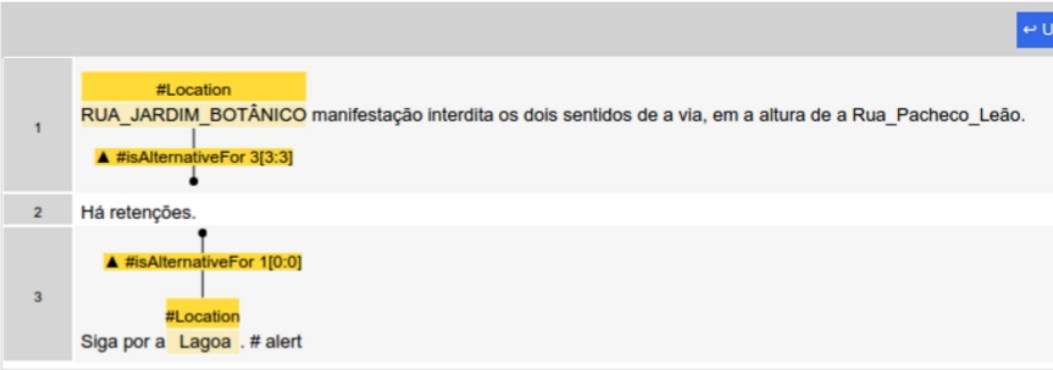 ↩ U
#Location
1
RUA_JARDIM_BOTÂNICO manifestação interdita os dois sentidos de a via, em a altura de a Rua_Pacheco_Leão.
▲ #isAlternativeFor 3[3:3]
2
Há retenções.
▲ #isAlternativeFor 1[0:0]
3
#Location
Siga por a Lagoa . # alert